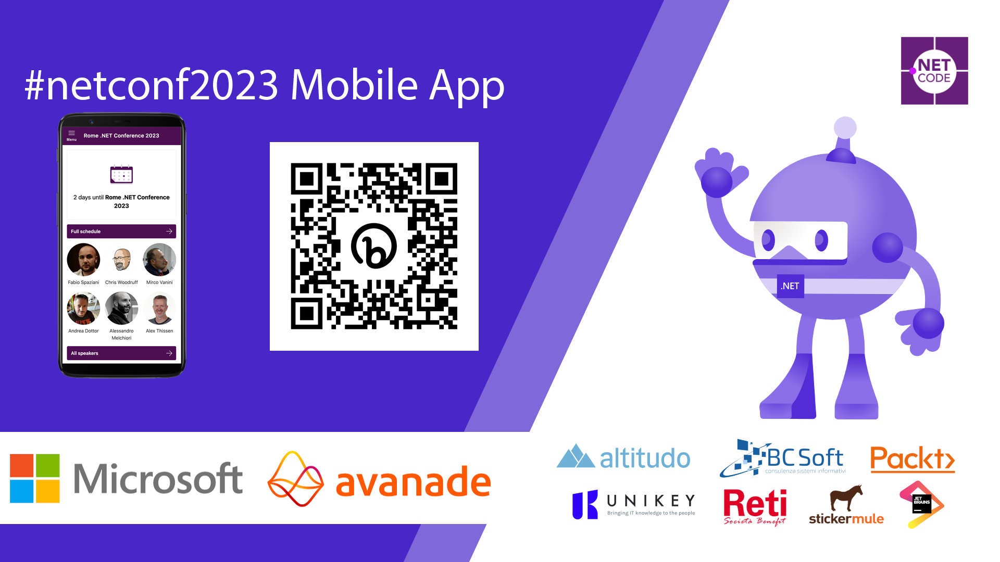 #netconf2023 Mobile App
NET
CODE
Menu
Rome .NET Conference 2023
2 days until Rome .NET Conference
2023
Full schedule
Fabio Spaziani
Chris Woodruff
Mirco Vanini
Andrea Dottor
Alessandro
Melchiori
Alex Thissen
All speakers
.NET
Microsoft
avanade
altitudo
BC Soft
consulenza sistemi informativi
Packt>
UNIKEY
Bringing IT knowledge to the people
Reti
Società Benefit
stickermule
JET
BRAINS